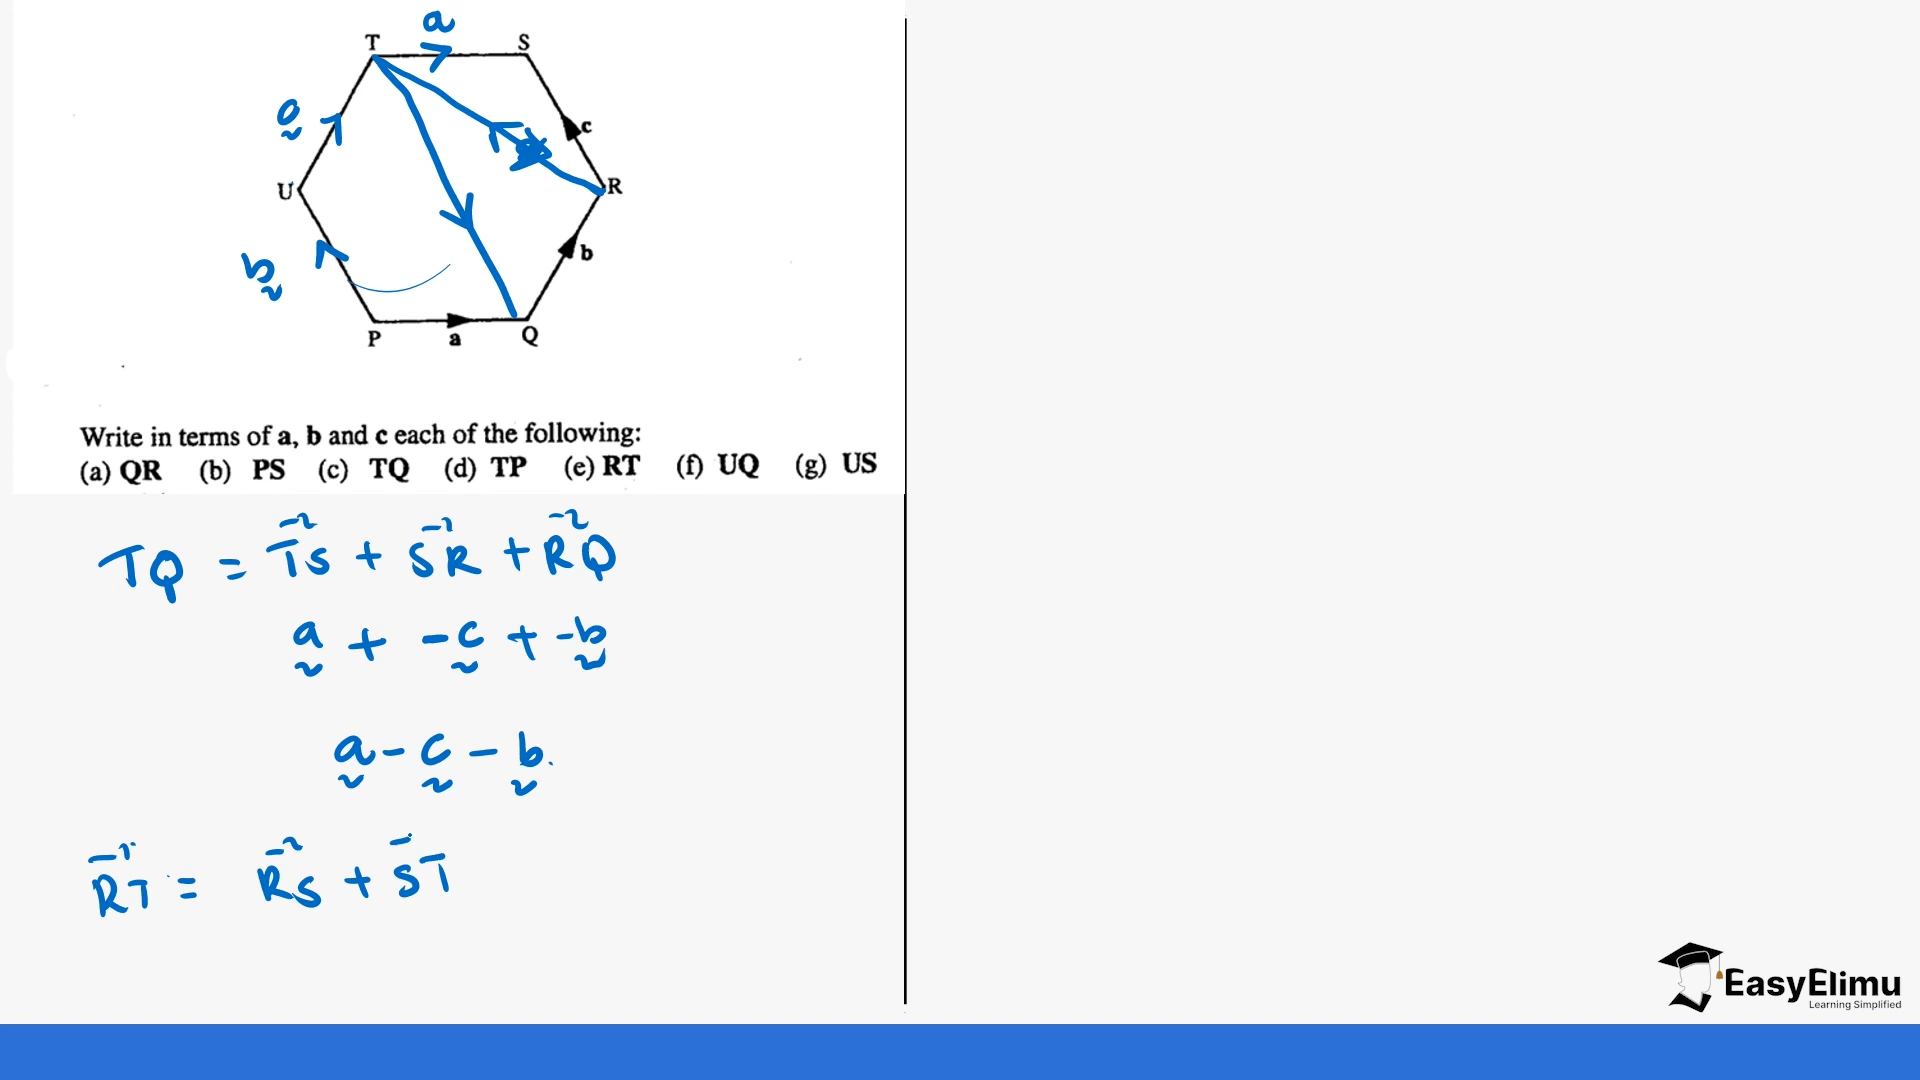 a
T S
a c
U R
b b
P a Q
Write in terms of a, b and c each of the following:
(a) QR (b) PS (c) TQ (d) TP (e) RT (f) UQ (g) US
TQ = TS + SR + RQ
a + -c + -b
a - c - b.
RT = RS + ST
EasyElimu
Learning Simplified